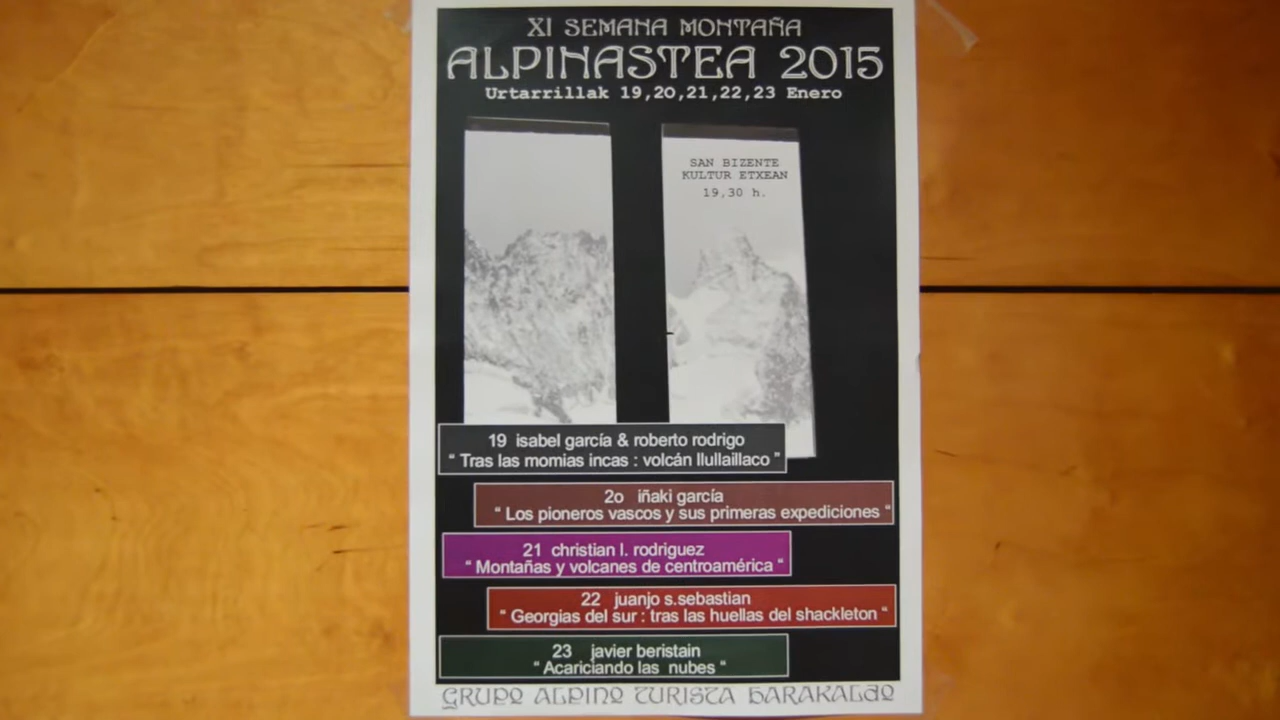 XI SEMANA MONTAÑA
ALPINASTEA 2015
Urtarrillak 19,20,21,22,23 Enero
SAN BIZENTE
KULTUR ETXEAN
19,30 h.
19 isabel garcía & roberto rodrigo
“ Tras las momias incas : volcán llullaillaco ”
2o iñaki garcía
“ Los pioneros vascos y sus primeras expediciones “
21 christian l. rodriguez
“ Montañas y volcanes de centroamérica “
22 juanjo s.sebastian
“ Georgias del sur : tras las huellas del shackleton “
23 javier beristain
“ Acariciando las nubes “
GRUPO ALPINO TURISTA BARAKALDO